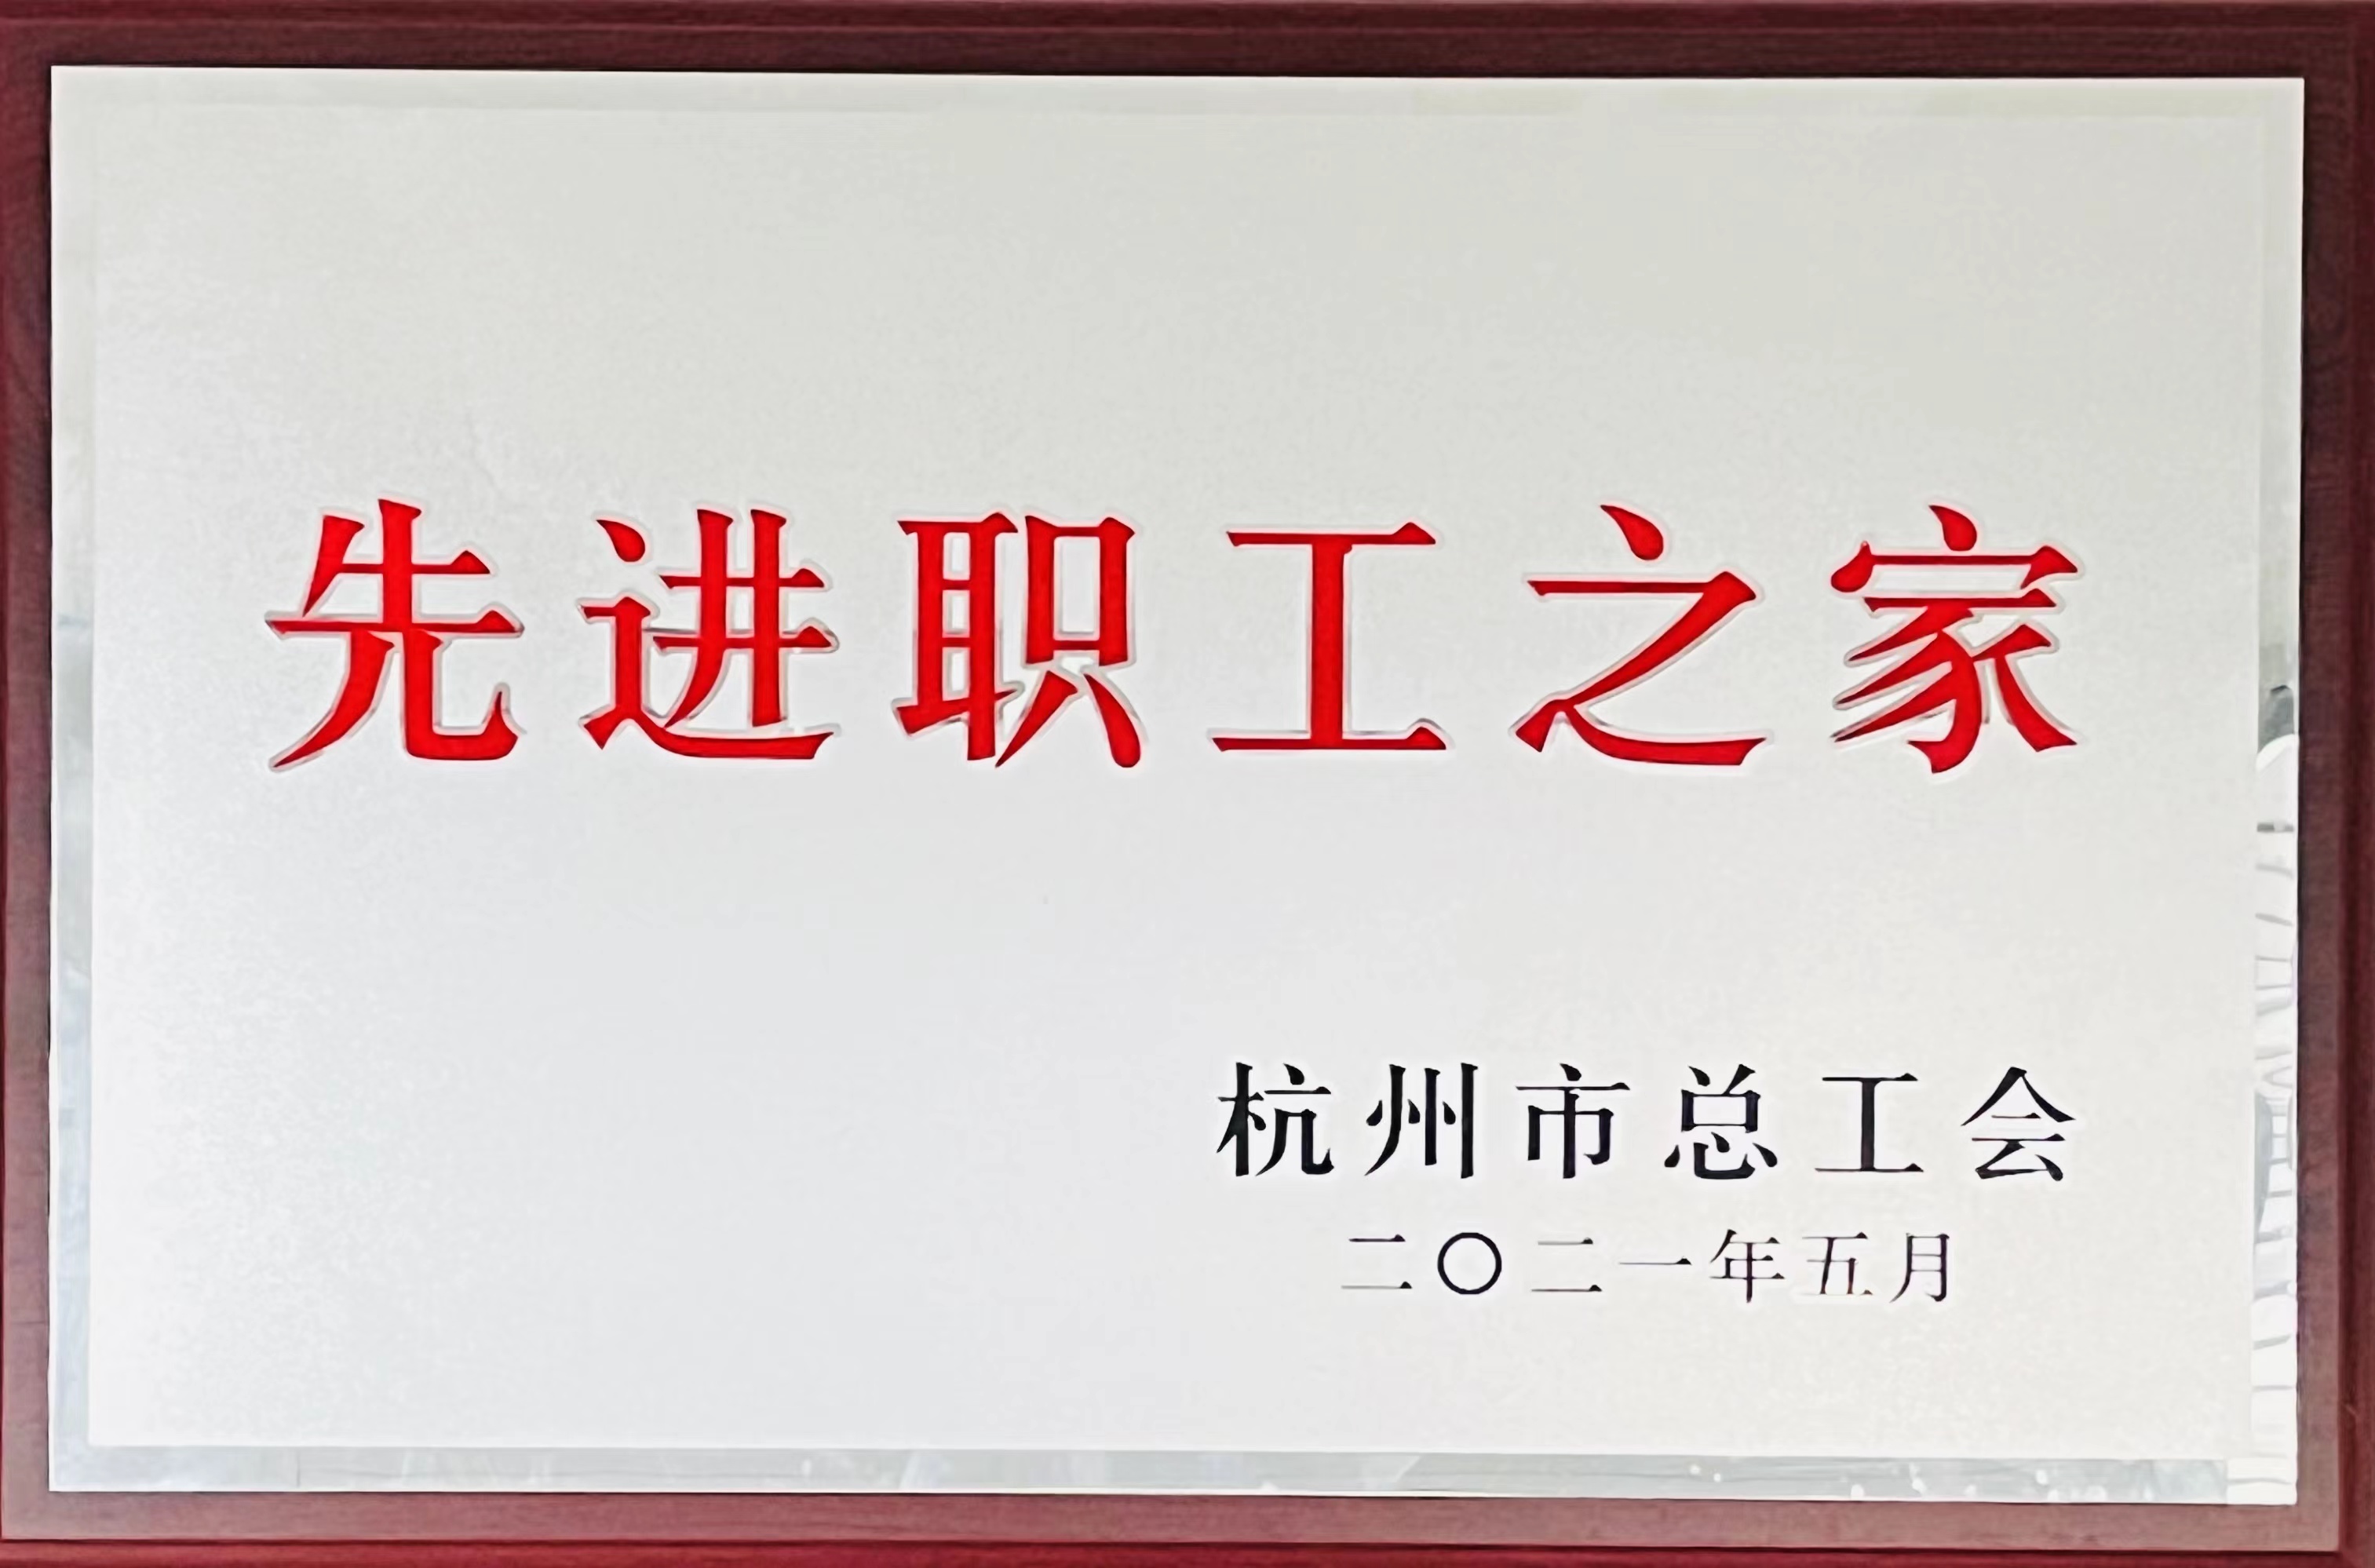 先进职工之家
杭州市总工会
二〇二一年五月